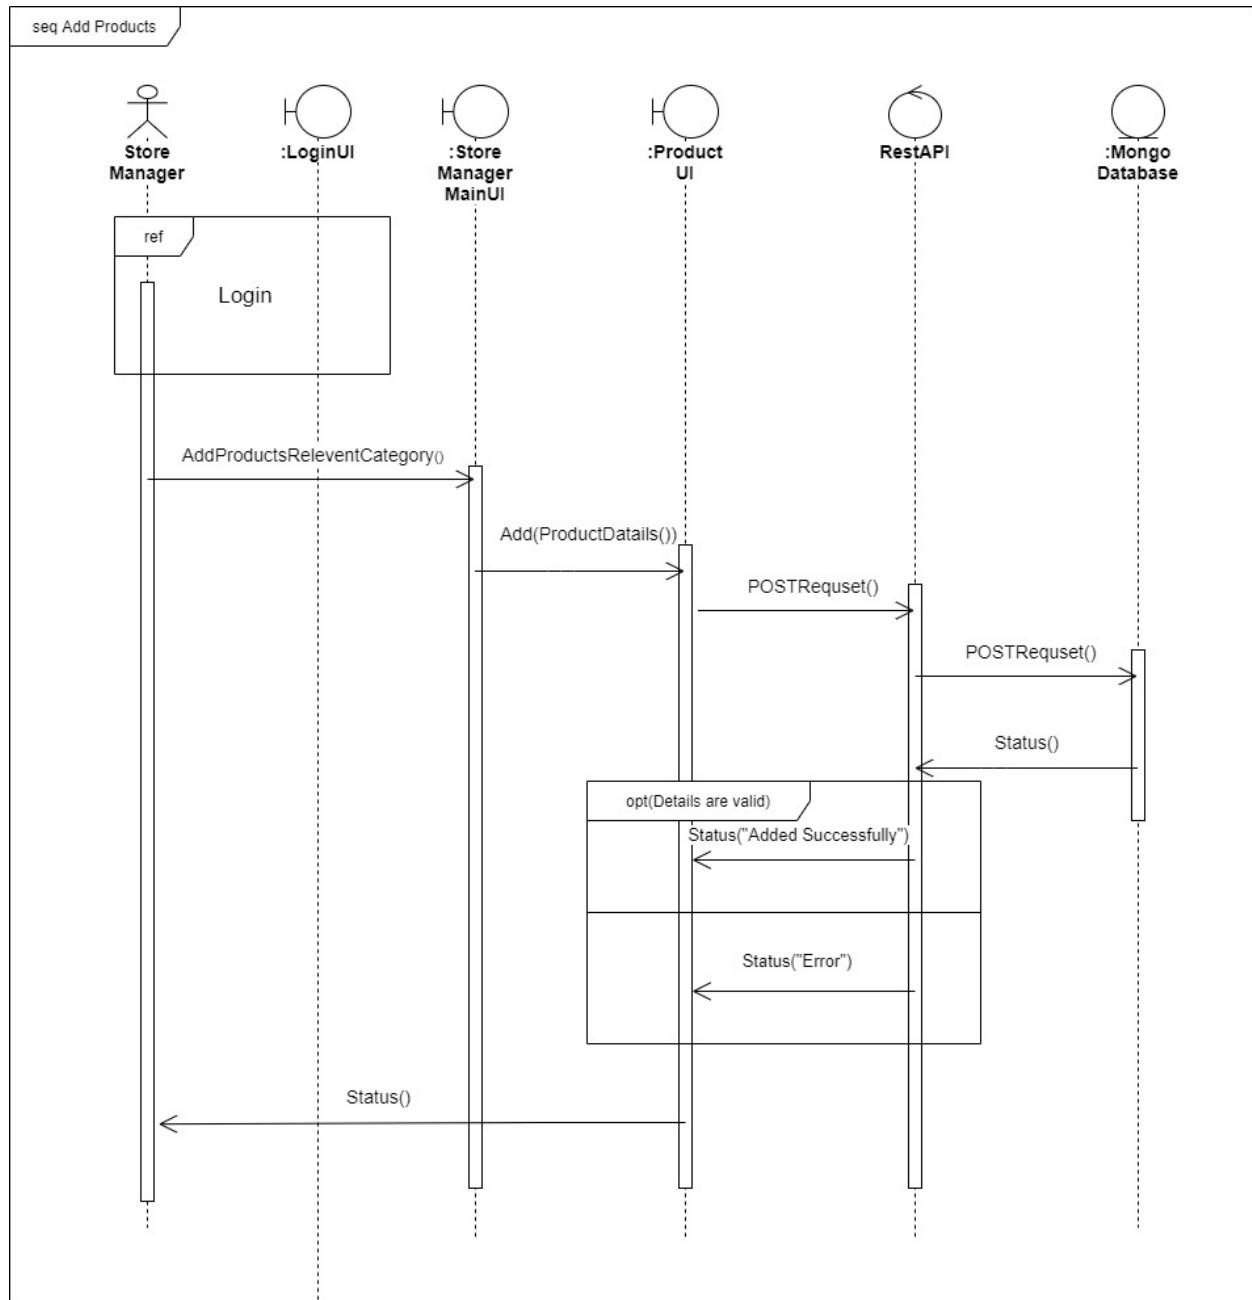 seq Add Products
Store
Manager
:LoginUI
:Store
Manager
MainUI
:Product
UI
RestAPI
:Mongo
Database
ref
Login
AddProductsReleventCategory()
Add(ProductDatails())
POSTRequset()
POSTRequset()
Status()
opt(Details are valid)
Status("Added Successfully")
Status("Error")
Status()